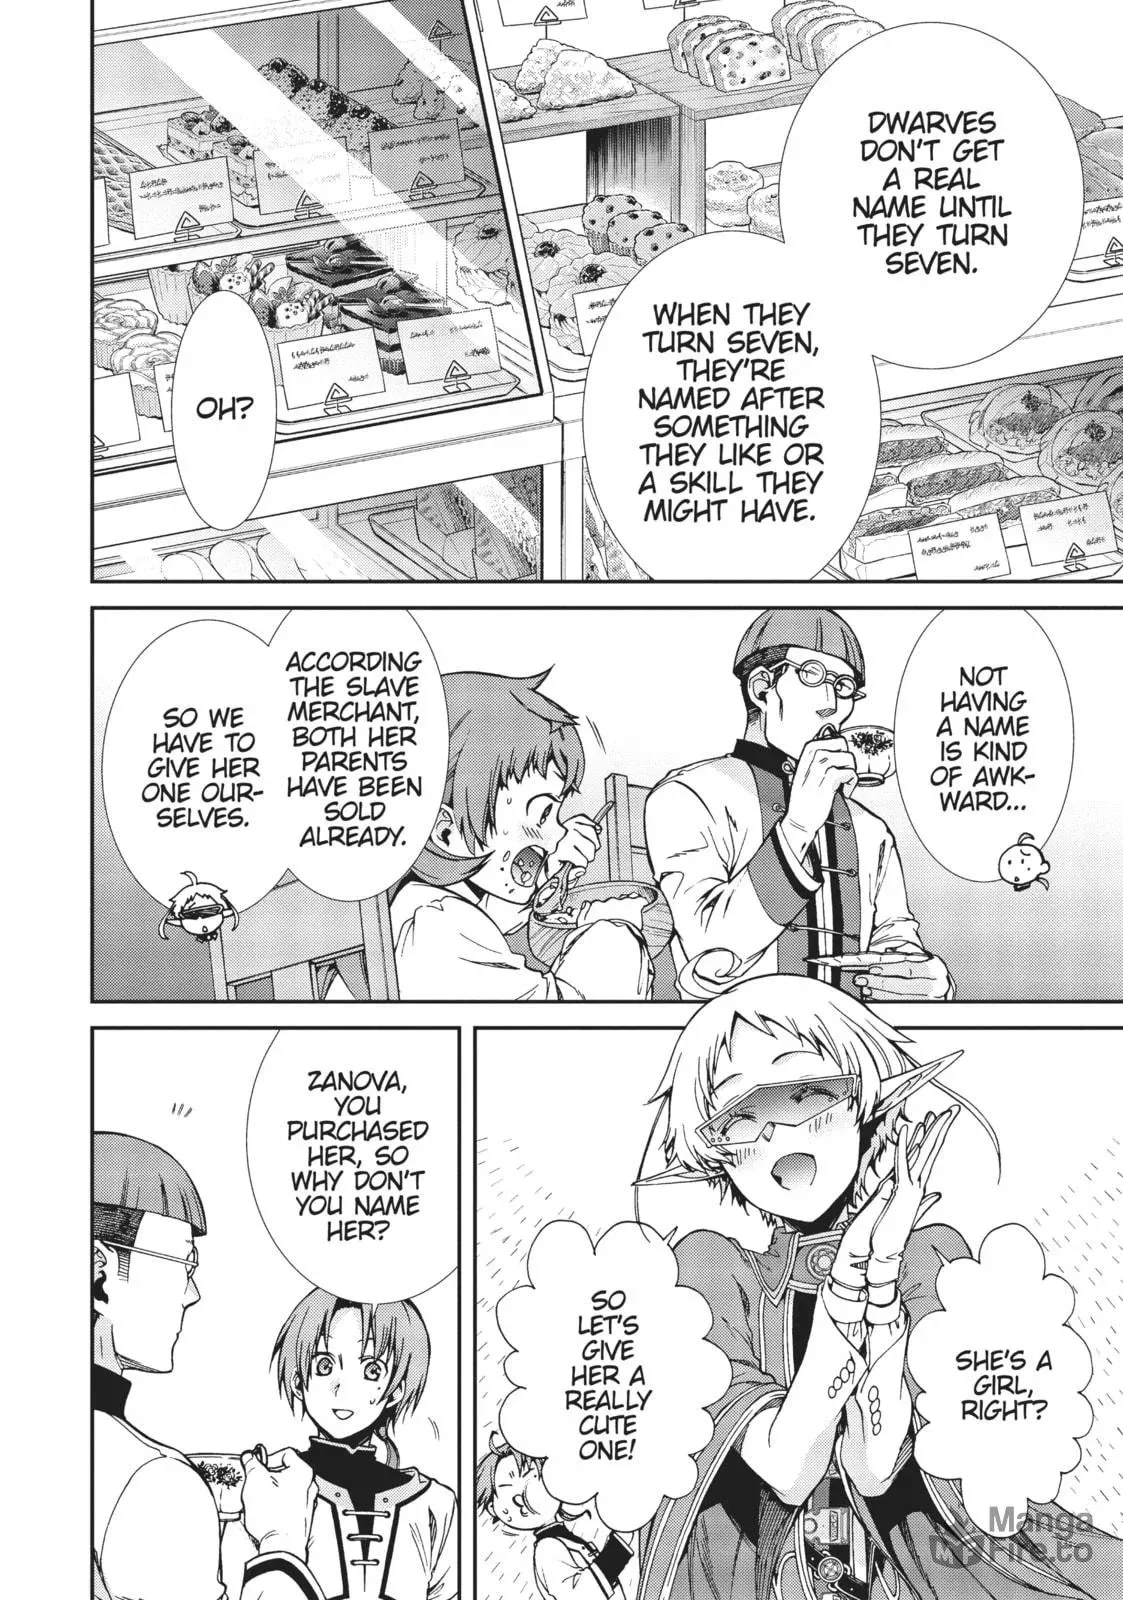 DWARVES
DON'T GET
A REAL
NAME UNTIL
THEY TURN
SEVEN.
WHEN THEY
TURN SEVEN,
THEY'RE
NAMED AFTER
SOMETHING
THEY LIKE OR
A SKILL THEY
MIGHT HAVE.
OH?
NOT
HAVING
A NAME
IS KIND
OF AWK-
WARD...
ACCORDING
THE SLAVE
MERCHANT,
BOTH HER
PARENTS
HAVE BEEN
SOLD
ALREADY.
SO WE
HAVE TO
GIVE HER
ONE OUR-
SELVES.
SHE'S A
GIRL,
RIGHT?
SO
LET'S
GIVE
HER A
REALLY
CUTE
ONE!
ZANOVA,
YOU
PURCHASED
HER, SO
WHY DON'T
YOU NAME
HER?
Manga
Fire.to